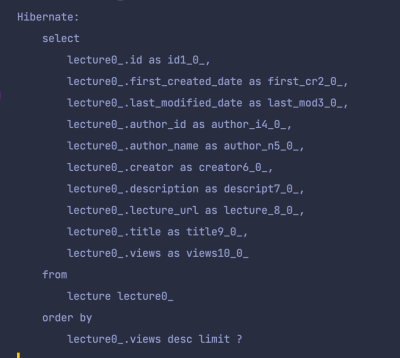 Hibernate:
select
lecture0_.id as id1_0_,
lecture0_.first_created_date as first_cr2_0_,
lecture0_.last_modified_date as last_mod3_0_,
lecture0_.author_id as author_i4_0_,
lecture0_.author_name as author_n5_0_,
lecture0_.creator as creator6_0_,
lecture0_.description as descript7_0_,
lecture0_.lecture_url as lecture_8_0_,
lecture0_.title as title9_0_,
lecture0_.views as views10_0_
from
lecture lecture0_
order by
lecture0_.views desc limit ?